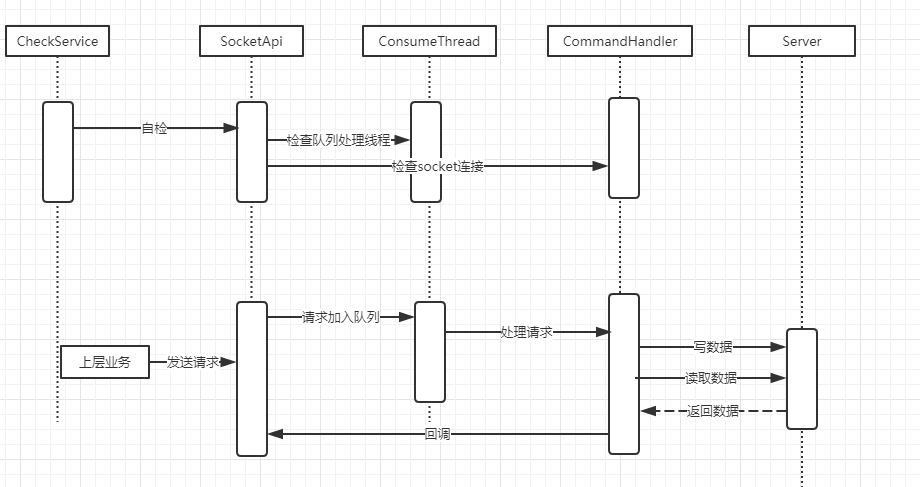 CheckService
SocketApi
ConsumeThread
CommandHandler
Server
自检
检查队列处理线程
检查socket连接
请求加入队列
处理请求
写数据
上层业务
发送请求
读取数据
返回数据
回调